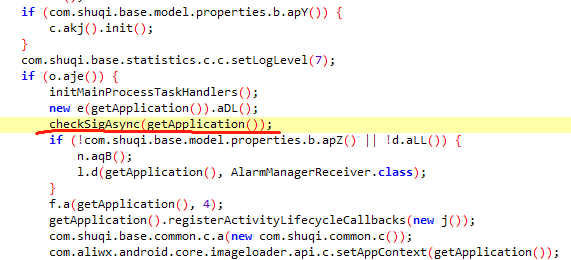 if (com.shuqi.base.model.properties.b.apY()) {
c.akj().init();
}
com.shuqi.base.statistics.c.c.setLogLevel(7);
if (o.aje()) {
initMainProcessTaskHandlers();
new e(getApplication()).aDL();
checkSigAsync(getApplication());
if (!com.shuqi.base.model.properties.b.apZ() || !d.aLL()) {
n.aqB();
l.d(getApplication(), AlarmManagerReceiver.class);
}
f.a(getApplication(), 4);
getApplication().registerActivityLifecycleCallbacks(new j());
com.shuqi.base.common.c.a(new com.shuqi.common.c());
com.aliwx.android.core.imageloader.api.c.setAppContext(getApplication());